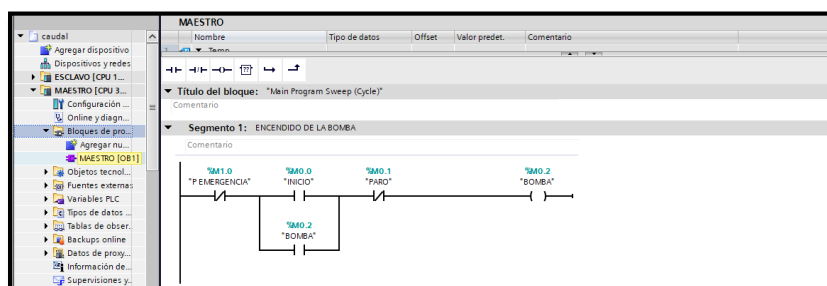 MAESTRO
Nombre Tipo de datos Offset Valor predet. Comentario
1 Temp
caudal
Agregar dispositivo
Dispositivos y redes
ESCLAVO [CPU 1...
MAESTRO [CPU 3...
Configuración ...
Online y diagn...
Bloques de pro...
Agregar nu...
MAESTRO [OB1]
Objetos tecnol...
Fuentes externas
Variables PLC
Tipos de datos ...
Tablas de obser..
Backups online
Datos de proxy...
Información de...
Supervisiones y..
??
Título del bloque: "Main Program Sweep (Cycle)"
Comentario
Segmento 1: ENCENDIDO DE LA BOMBA
Comentario
%M1.0 %M0.0 %M0.1 %M0.2
"P EMERGENCIA" "INICIO" "PARO" "BOMBA"
%M0.2
"BOMBA"